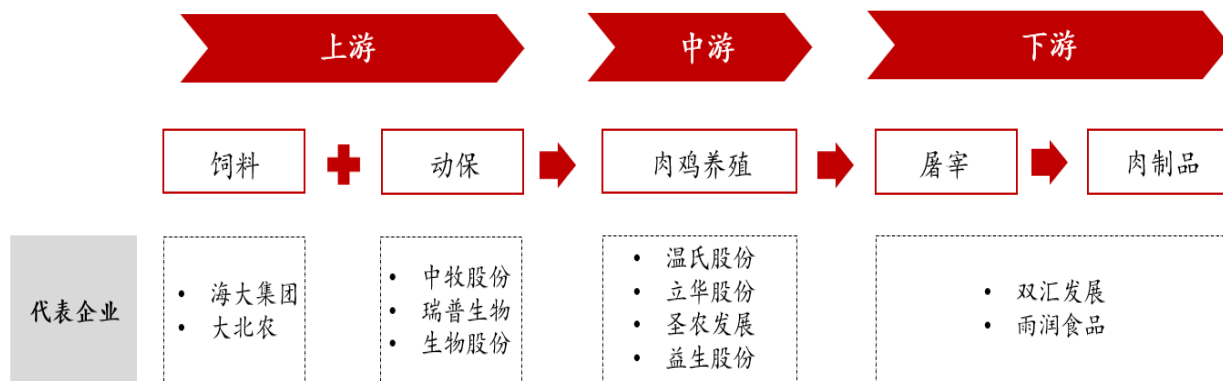 上游
中游
下游
饲料
动保
肉鸡养殖
屠宰
肉制品
代表企业
• 海大集团
• 大北农
• 中牧股份
• 瑞普生物
• 生物股份
• 温氏股份
• 立华股份
• 圣农发展
• 益生股份
• 双汇发展
• 雨润食品